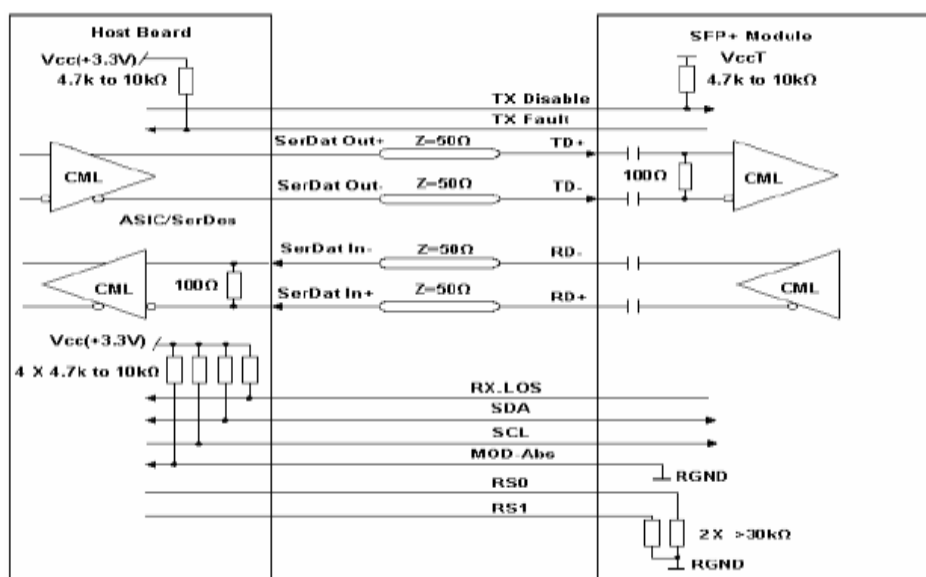 Host Board
SFP+ Module
Vcc(+3.3V)
4.7k to 10kΩ
VccT
4.7k to 10kΩ
TX Disable
TX Fault
SerDat Out+
Z=50Ω
TD+
CML
100Ω
CML
SerDat Out-
Z=50Ω
TD-
ASIC/SerDes
SerDat In-
Z=50Ω
RD-
CML
100Ω
CML
SerDat In+
Z=50Ω
RD+
Vcc(+3.3V)
4 X 4.7k to 10kΩ
RX-LOS
SDA
SCL
MOD-Abs
RGND
RS0
RS1
2X >30kΩ
RGND